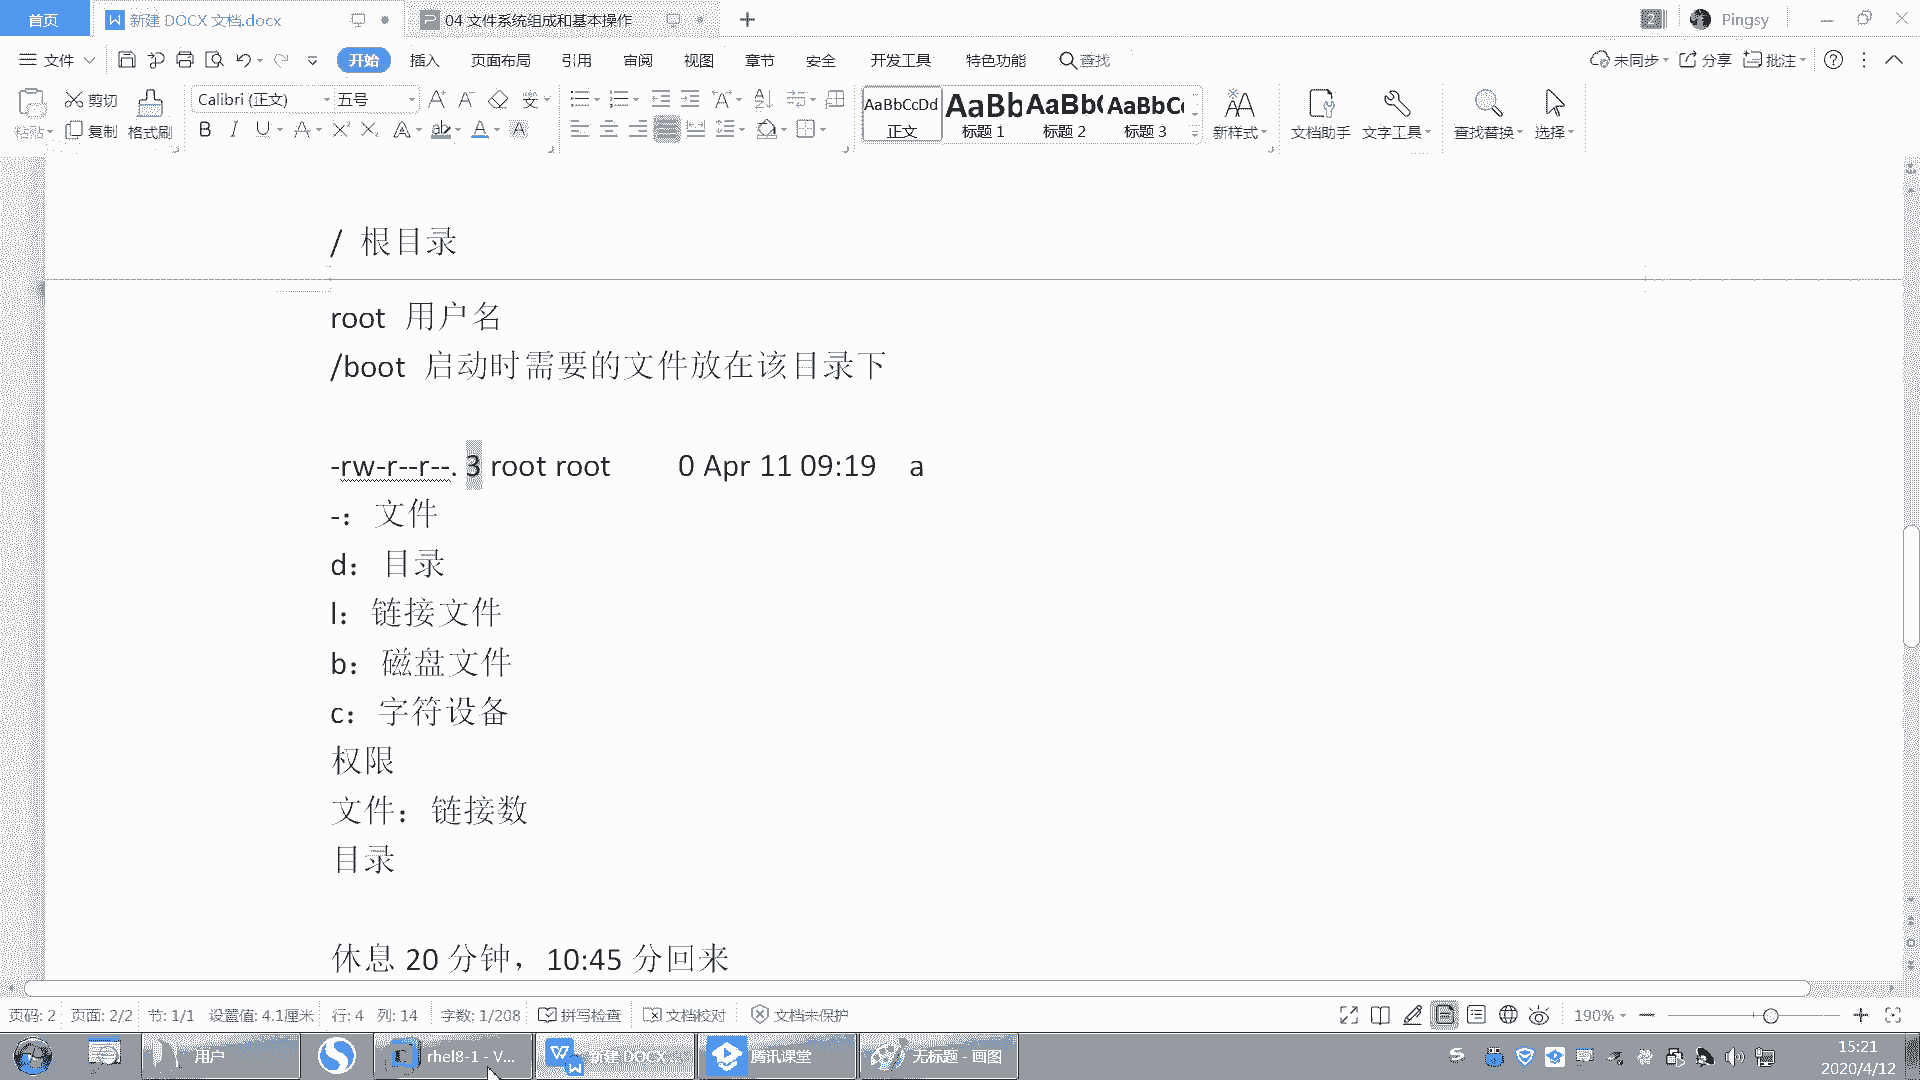 首页 新建 DOCX 文档.docx 04 文件系统组成和基本操作 + 2 Pingsy
文件 开始 插入 页面布局 引用 审阅 视图 章节 安全 开发工具 特色功能 查找 未同步 分享 批注
粘贴 剪切 复制 格式刷 Calibri (正文) 五号 AaBbCcDd 正文 AaBb 标题 1 AaBb( 标题 2 AaBbC 标题 3 新样式 文档助手 文字工具 查找替换 选择
/ 根目录
root 用户名
/boot 启动时需要的文件放在该目录下
-rw-r--r--. 3 root root 0 Apr 11 09:19 a
-：文件
d：目录
l：链接文件
b：磁盘文件
c：字符设备
权限
文件：链接数
目录
休息 20 分钟，10:45 分回来
页码: 2 页面: 2/2 节: 1/1 设置值: 4.1厘米 行: 4 列: 14 字数: 1/208 拼写检查 文档校对 文档未保护 190%
用户 rhel8-1 - V... 新建 DOCX ... 腾讯课堂 无标题 - 画图 15:21
2020/4/12